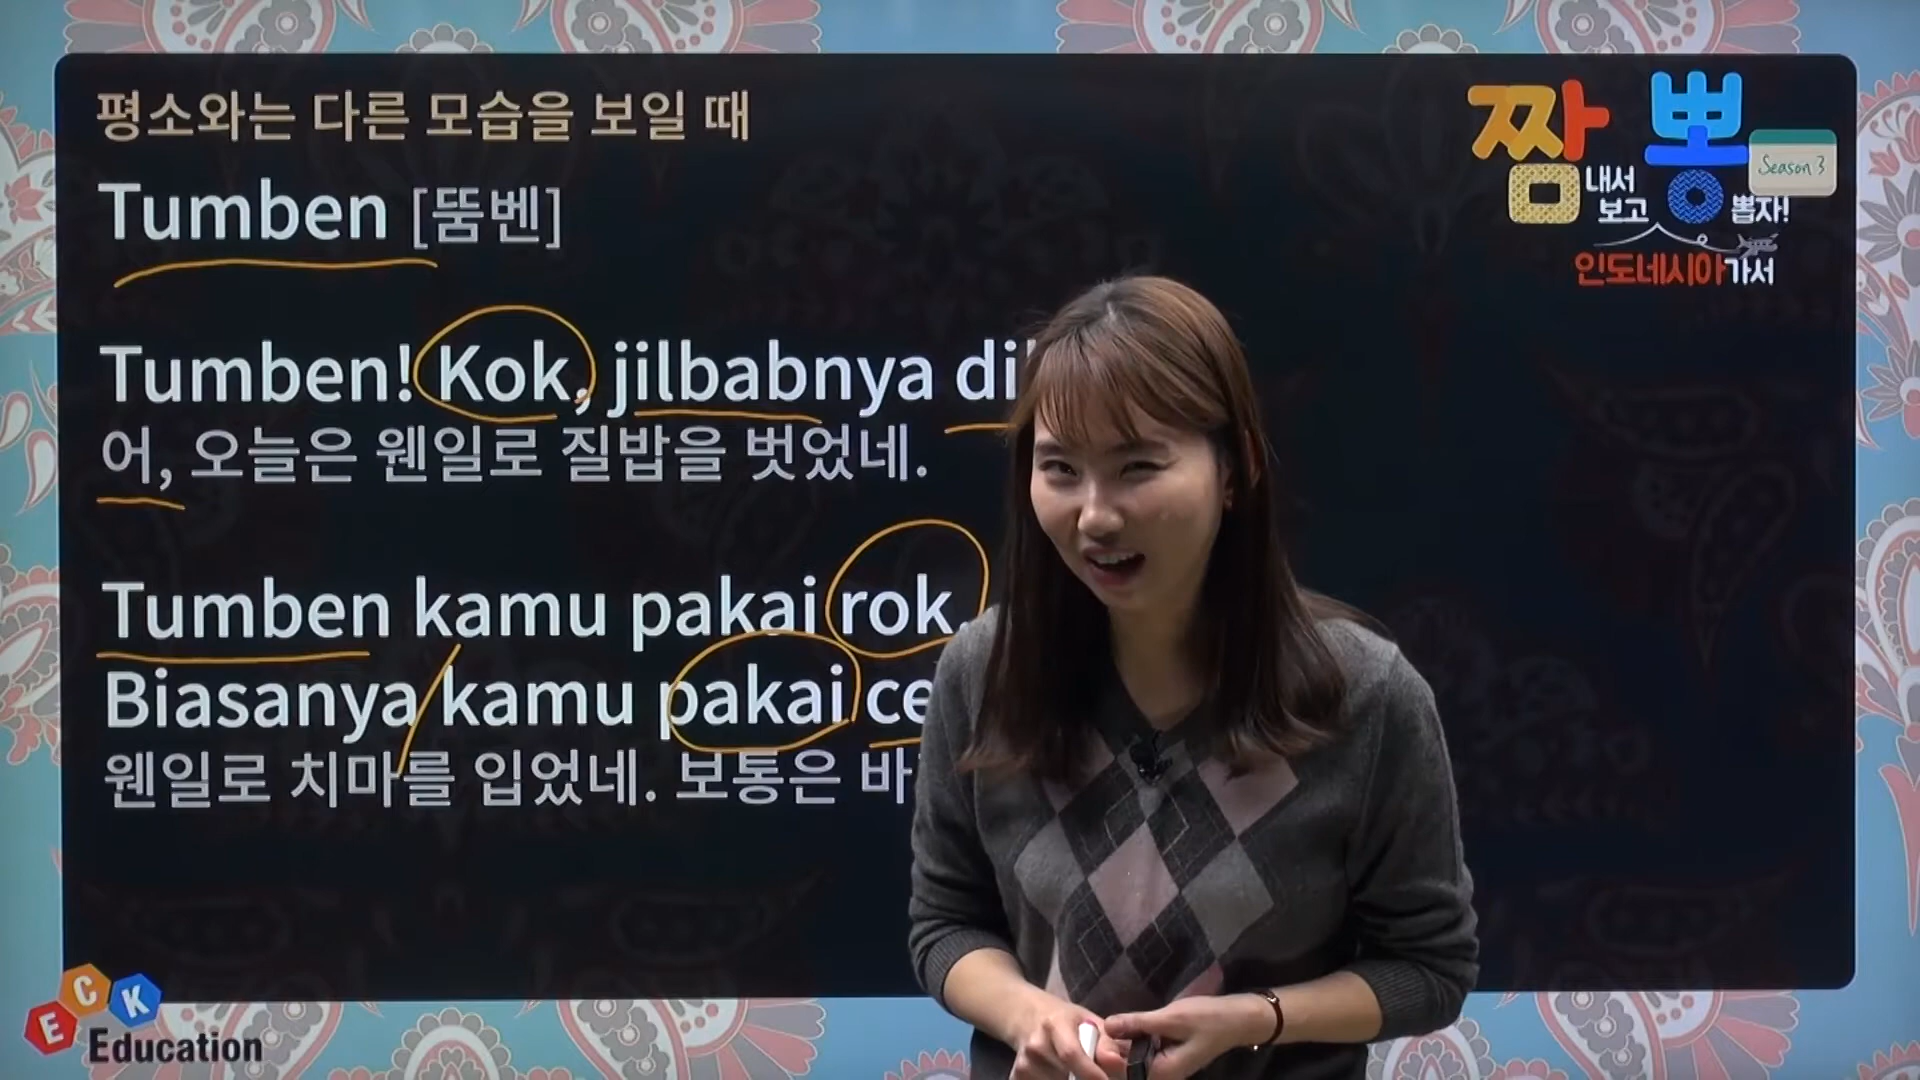 평소와는 다른 모습을 보일 때
Tumben [뚬벤]
Tumben! Kok, jilbabnya
어, 오늘은 웬일로 질밥을 벗었네.
Tumben kamu pakai rok.
Biasanya kamu pakai
웬일로 치마를 입었네. 보통은
짬뽕
Season 3
내서
보고
뽑자!
인도네시아가서
ECK
Education